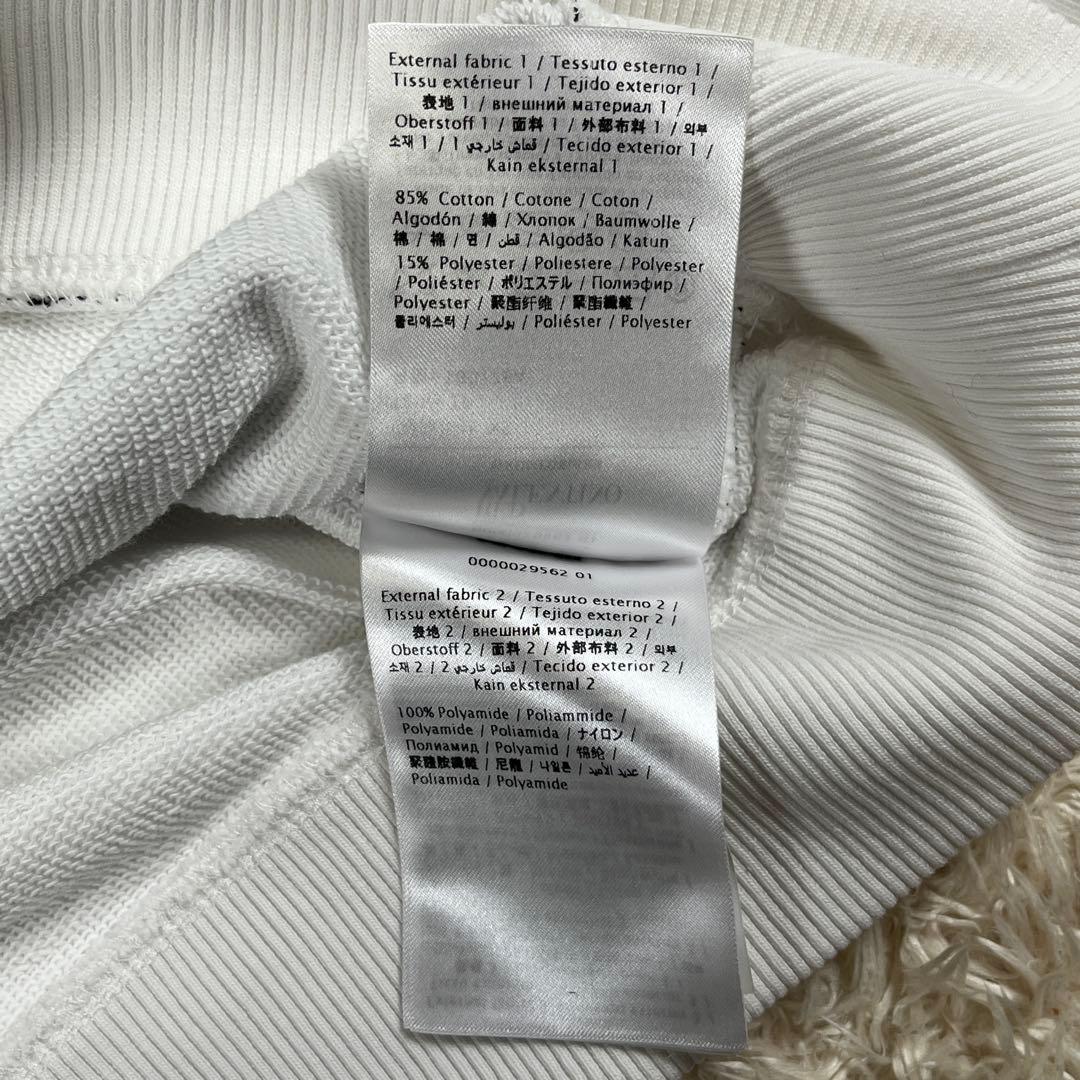 External fabric 1 / Tessuto esterno 1 /
Tissu extérieur 1 / Tejido exterior 1 /
表地 1 / внешний материал 1 /
Oberstoff 1 / 面料 1 / 外部布料 1 / 외부
소재 1 / قماش خارجي 1 / Tecido exterior 1 /
Kain eksternal 1
85% Cotton / Cotone / Coton /
Algodón / 綿 / Хлопок / Baumwolle /
棉 / 棉 / 면 / قطن / Algodão / Katun
15% Polyester / Poliestere / Polyester
/ Poliéster / ポリエステル / Полиэфир /
Polyester / 聚酯纤维 / 聚酯纖維 /
폴리에스터 / بوليستر / Poliéster / Polyester
VALENTINO
0000029562 01
External fabric 2 / Tessuto esterno 2 /
Tissu extérieur 2 / Tejido exterior 2 /
表地 2 / внешний материал 2 /
Oberstoff 2 / 面料 2 / 外部布料 2 / 외부
소재 2 / قماش خارجي 2 / Tecido exterior 2 /
Kain eksternal 2
100% Polyamide / Poliammide /
Polyamide / Poliamida / ナイロン /
Полиамид / Polyamid / 锦纶 /
聚醯胺纖維 / 尼龍 / 나일론 / عديد الأميد /
Poliamida / Polyamide